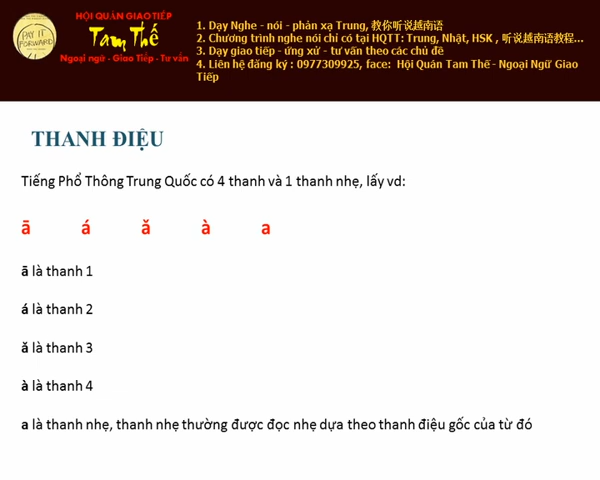 PAY IT
FORWARD
HỘI QUÁN GIAO TIẾP
Tam Thế
Ngoại ngữ - Giao Tiếp - Tư vấn
1. Dạy Nghe - nói - phản xạ Trung, 教你听说越南语
2. Chương trình nghe nói chỉ có tại HQTT: Trung, Nhật, HSK , 听说越南语教程...
3. Dạy giao tiếp - ứng xử - tư vấn theo các chủ đề
4. Liên hệ đăng ký : 0977309925, face: Hội Quán Tam Thế - Ngoại Ngữ Giao
Tiếp
THANH ĐIỆU
Tiếng Phổ Thông Trung Quốc có 4 thanh và 1 thanh nhẹ, lấy vd:
ā á ǎ à a
ā là thanh 1
á là thanh 2
ǎ là thanh 3
à là thanh 4
a là thanh nhẹ, thanh nhẹ thường được đọc nhẹ dựa theo thanh điệu gốc của từ đó